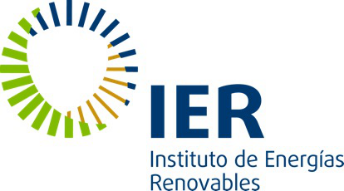 IER
Instituto de Energías
Renovables